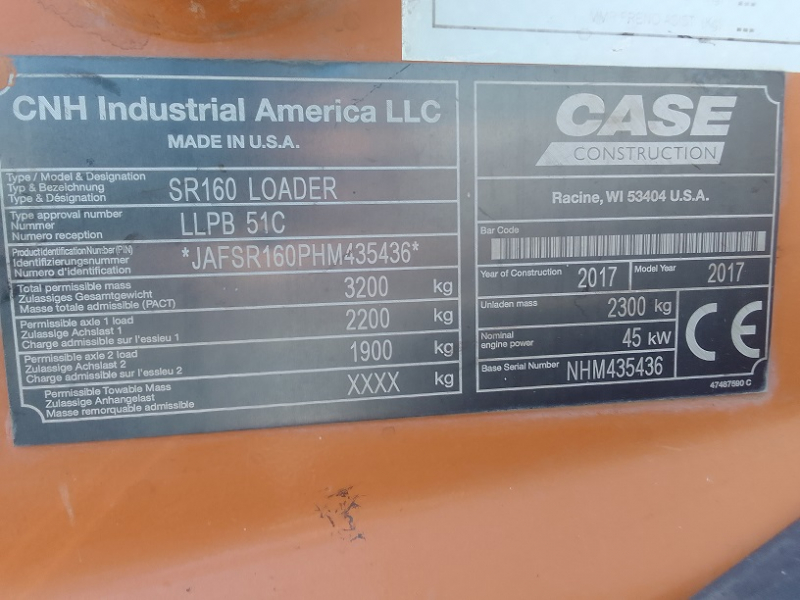 CNH Industrial America LLC
MADE IN U.S.A.
Type / Model & Designation
Typ & Bezeichnung
Type & Désignation
SR160 LOADER
Type approval number
Nummer
Numero reception
LLPB 51C
Product Identification Number (PIN)
Identifizierungsnummer
Numero d'identification
*JAFSR160PHM435436*
Total permissible mass
Zulassiges Gesamtgewicht
Masse totale admissible (PACT)
3200 kg
Permissible axle 1 load
Zulassige Achslast 1
Charge admissible sur l'essieu 1
2200 kg
Permissible axle 2 load
Zulassige Achslast 2
Charge admissible sur l'essieu 2
1900 kg
Permissible Towable Mass
Zulassige Anhangelast
Masse remorquable admissible
XXXX kg
CASE
CONSTRUCTION
Racine, WI 53404 U.S.A.
Bar Code
Year of Construction 2017
Model Year 2017
Unladen mass 2300 kg
Nominal
engine power
45 kW
Base Serial Number NHM435436
CE
47487590 C